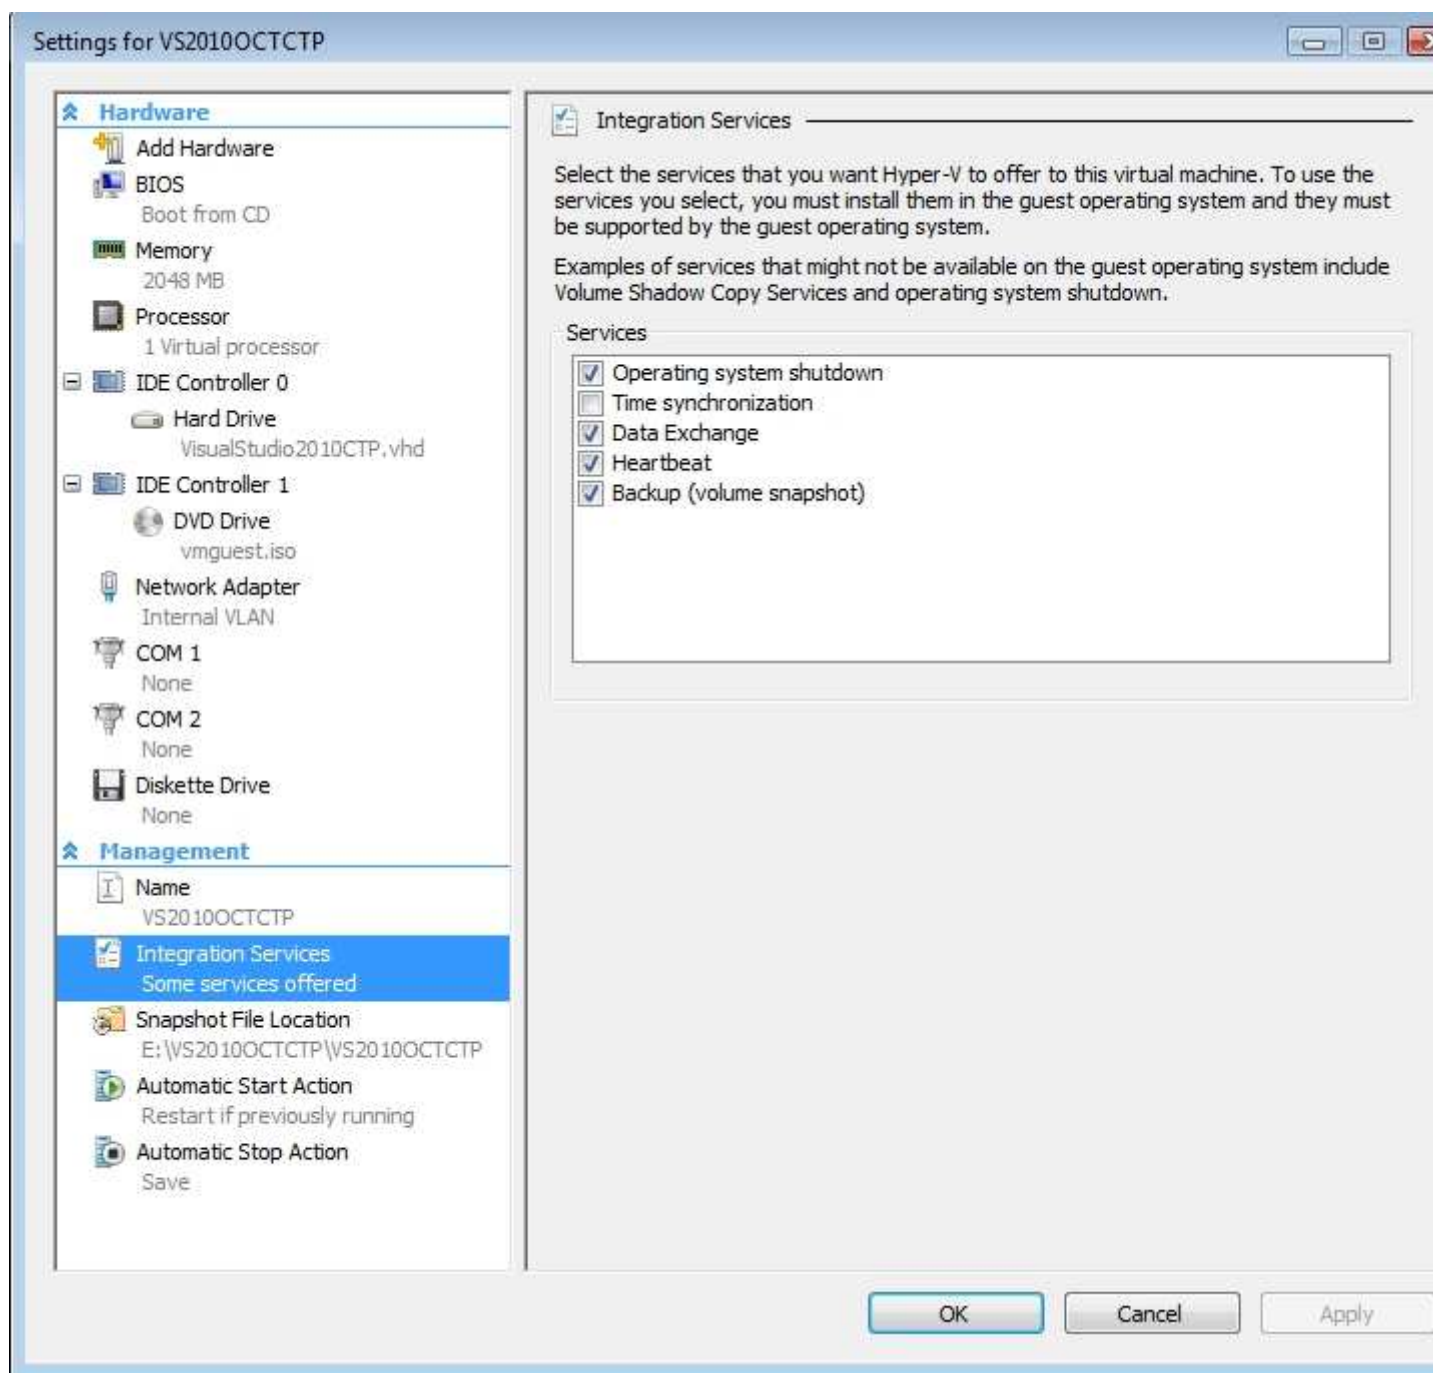 Settings for VS2010OCTCTP
Hardware
Add Hardware
BIOS
Boot from CD
Memory
2048 MB
Processor
1 Virtual processor
IDE Controller 0
Hard Drive
VisualStudio2010CTP.vhd
IDE Controller 1
DVD Drive
vmguest.iso
Network Adapter
Internal VLAN
COM 1
None
COM 2
None
Diskette Drive
None
Management
Name
VS2010OCTCTP
Integration Services
Some services offered
Snapshot File Location
E:\VS2010OCTCTP\VS2010OCTCTP
Automatic Start Action
Restart if previously running
Automatic Stop Action
Save
Integration Services
Select the services that you want Hyper-V to offer to this virtual machine. To use the
services you select, you must install them in the guest operating system and they must
be supported by the guest operating system.
Examples of services that might not be available on the guest operating system include
Volume Shadow Copy Services and operating system shutdown.
Services
Operating system shutdown
Time synchronization
Data Exchange
Heartbeat
Backup (volume snapshot)
OK
Cancel
Apply